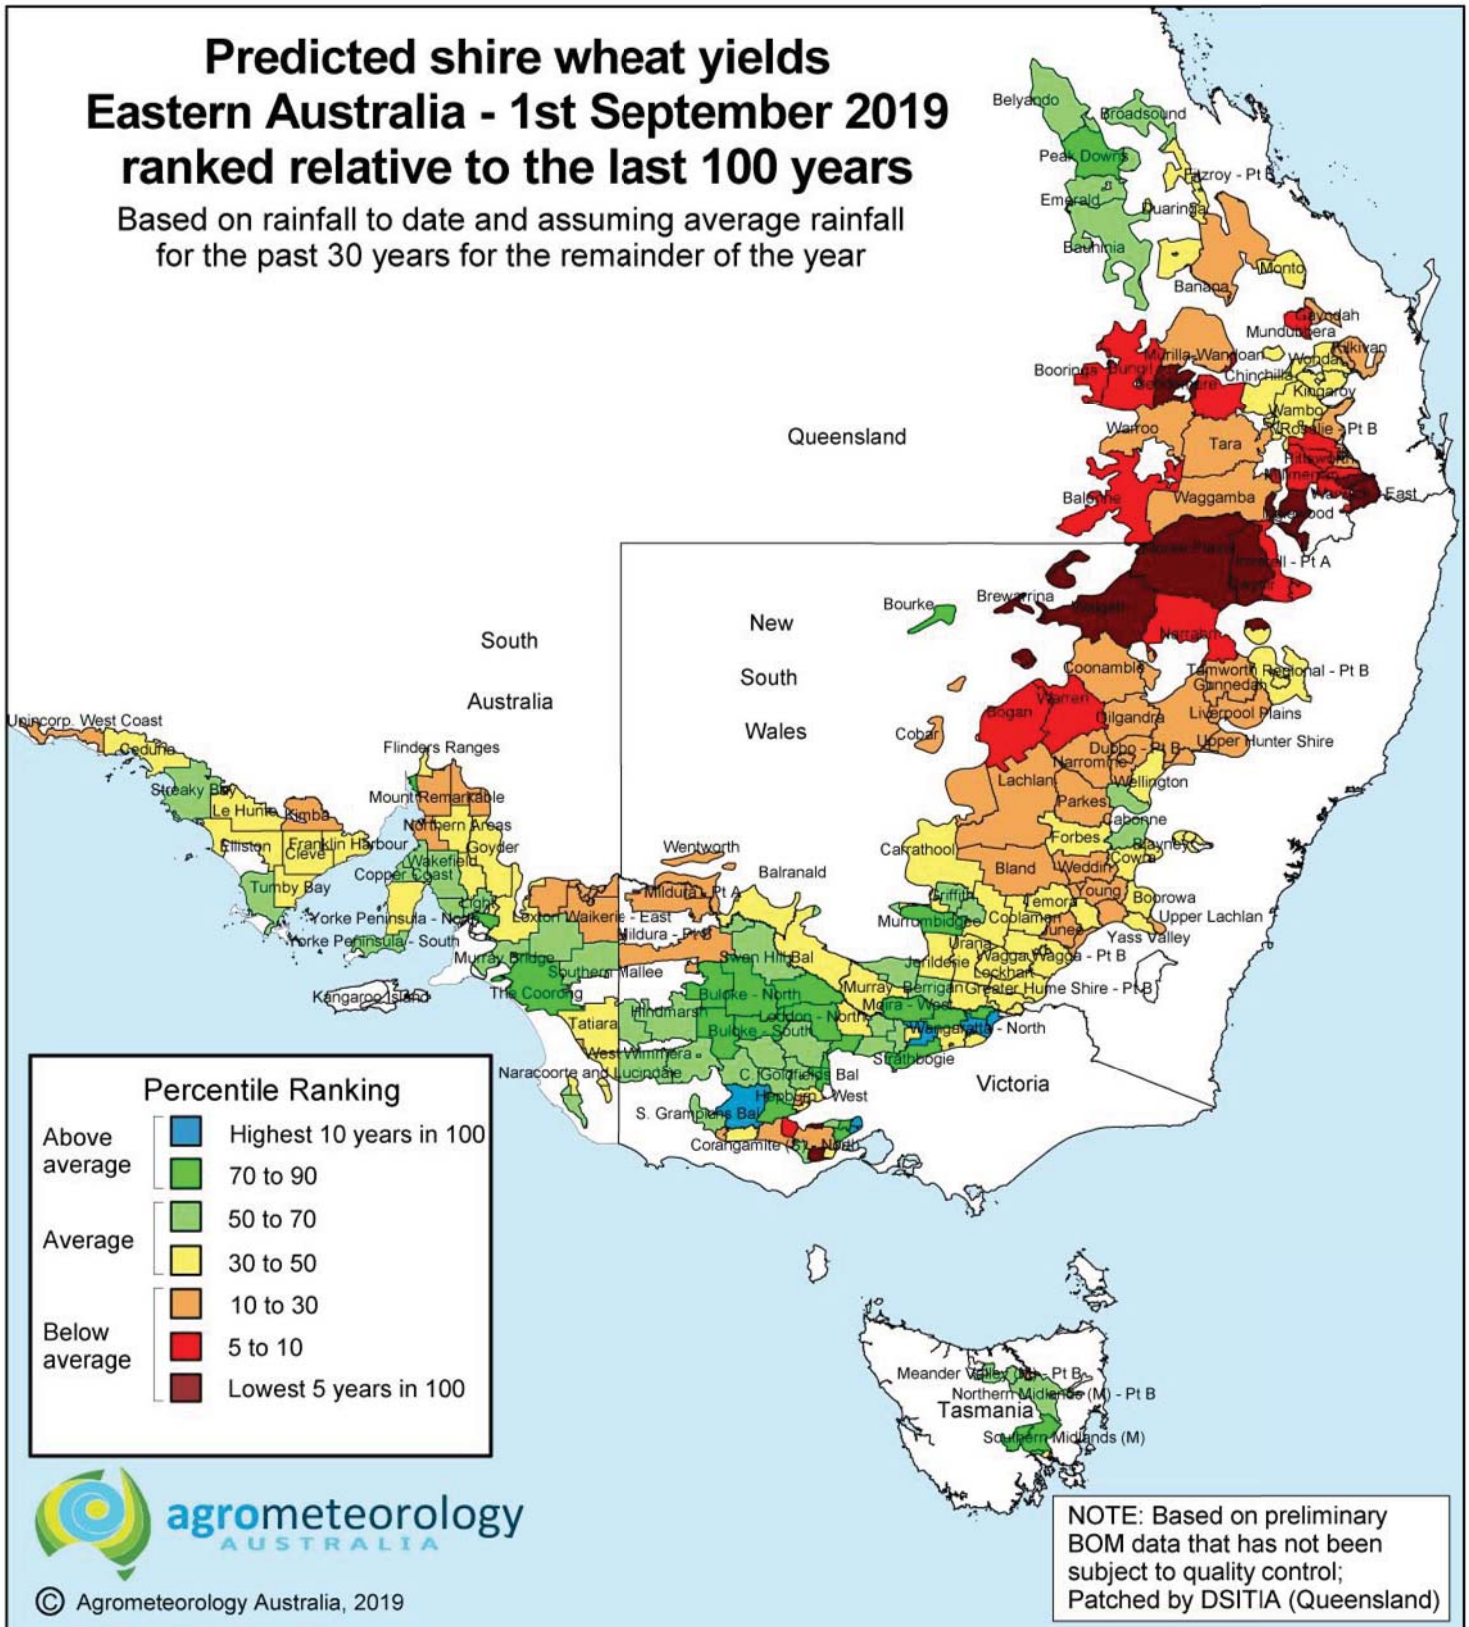 Predicted shire wheat yields
Eastern Australia - 1st September 2019
ranked relative to the last 100 years
Based on rainfall to date and assuming average rainfall
for the past 30 years for the remainder of the year
Belyando
Broadsound
Peak Downs
Emerald
Duaringa
Bauhinia
Monto
Banana
Mundubbera
Murilla-Wandoan
Booringa
Chinchilla
Kingaroy
Wambo
Warroo
Tara
Queensland
Balonne
Waggamba
Brewarrina
Bourke
New
South
Wales
South
Australia
Coonamble
Tamworth Regional - Pt B
Gunnedah
Warren
Bogan
Gilgandra
Liverpool Plains
Cobar
Upper Hunter Shire
Dubbo - Pt B
Narromine
Lachlan
Wellington
Parkes
Cabonne
Forbes
Blayney
Carrathool
Cowra
Bland
Weddin
Young
Boorowa
Griffith
Temora
Murrumbidgee
Coolamon
Upper Lachlan
Junee
Yass Valley
Urana
Jerilderie
Wagga Wagga - Pt B
Lockhart
Unincorp. West Coast
Ceduna
Flinders Ranges
Streaky Bay
Mount Remarkable
Le Hunte
Kimba
Northern Areas
Elliston
Franklin Harbour
Cleve
Goyder
Wakefield
Copper Coast
Tumby Bay
Light
Wentworth
Balranald
Mildura - Pt A
Loxton Waikerie - East
Mildura - Pt B
Yorke Peninsula - North
Yorke Peninsula - South
Murray Bridge
Southern Mallee
Swan Hill Bal
Kangaroo Island
The Coorong
Buloke - North
Murray
Berrigan
Greater Hume Shire - Pt B
Moira - West
Hindmarsh
Loddon - North
Tatiara
Buloke - South
Wangaratta - North
West Wimmera
Strathbogie
Naracoorte and Lucindale
C. Goldfields Bal
Victoria
Hepburn - West
S. Grampians Bal
Corangamite (S) - North
Percentile Ranking
Above
average
Highest 10 years in 100
70 to 90
Average
50 to 70
30 to 50
Below
average
10 to 30
5 to 10
Lowest 5 years in 100
Meander Valley (M) - Pt B
Northern Midlands (M) - Pt B
Tasmania
Southern Midlands (M)
agrometeorology
AUSTRALIA
© Agrometeorology Australia, 2019
NOTE: Based on preliminary
BOM data that has not been
subject to quality control;
Patched by DSITIA (Queensland)